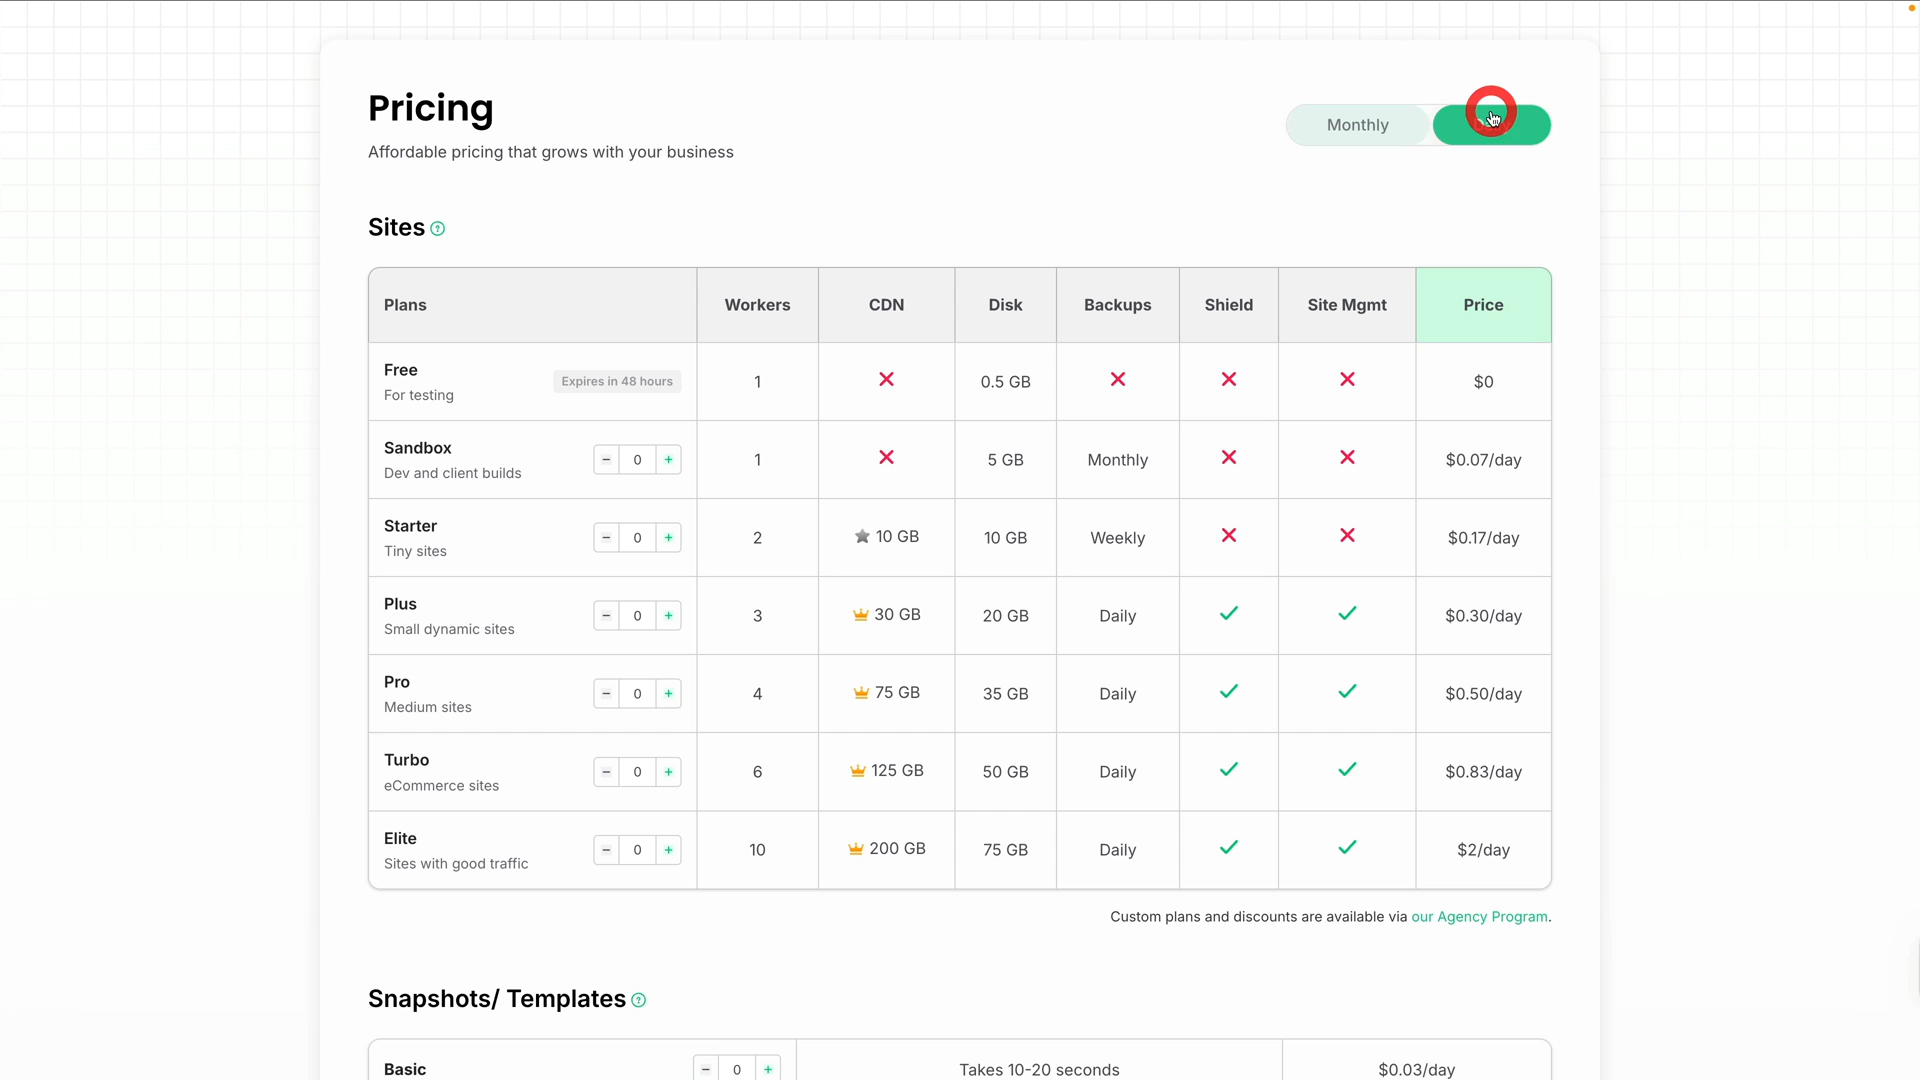 Pricing
Affordable pricing that grows with your business
Monthly
Sites ?
Plans Workers CDN Disk Backups Shield Site Mgmt Price
Free
For testing
Expires in 48 hours
1 0.5 GB $0
Sandbox
Dev and client builds
− 0 +
1 5 GB Monthly $0.07/day
Starter
Tiny sites
− 0 +
2 10 GB 10 GB Weekly $0.17/day
Plus
Small dynamic sites
− 0 +
3 30 GB 20 GB Daily $0.30/day
Pro
Medium sites
− 0 +
4 75 GB 35 GB Daily $0.50/day
Turbo
eCommerce sites
− 0 +
6 125 GB 50 GB Daily $0.83/day
Elite
Sites with good traffic
− 0 +
10 200 GB 75 GB Daily $2/day
Custom plans and discounts are available via our Agency Program.
Snapshots/ Templates ?
Basic − 0 + Takes 10-20 seconds $0.03/day